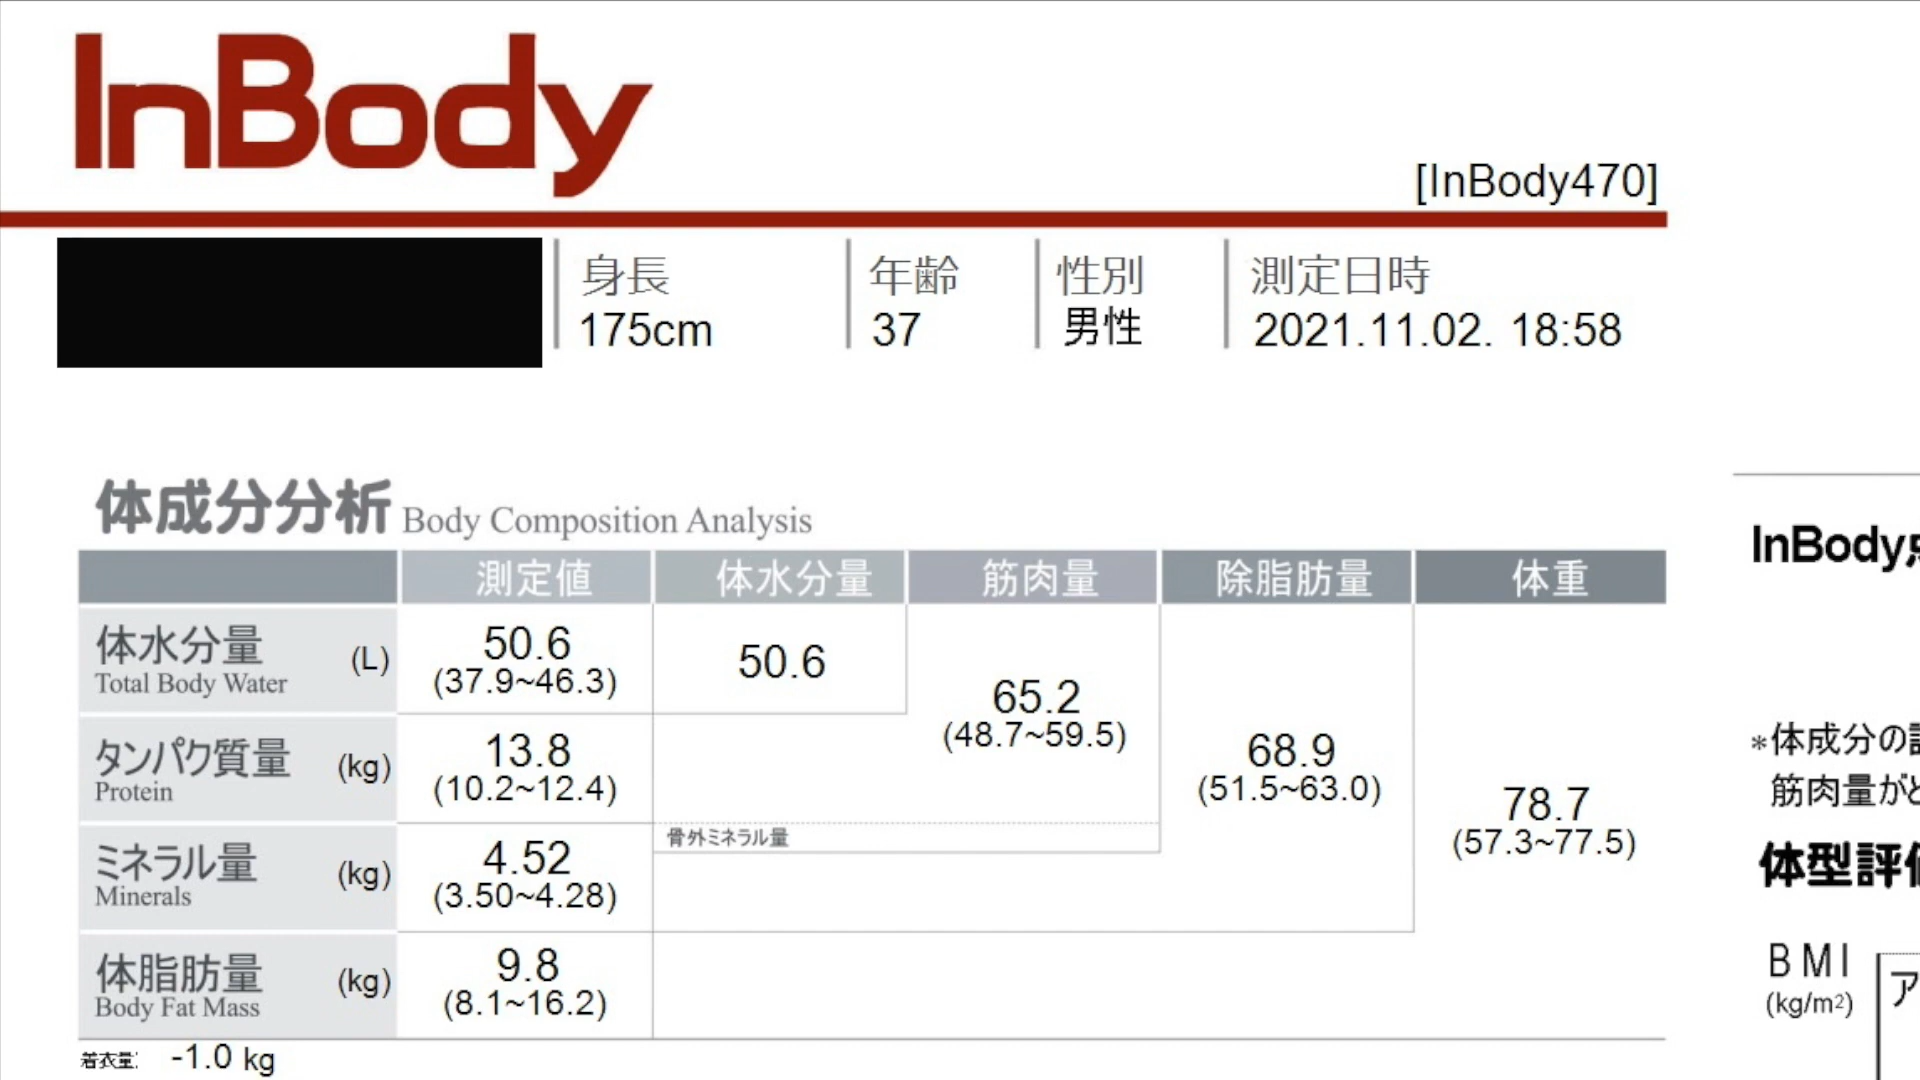 InBody
[InBody470]
身長 年齢 性別 測定日時
175cm 37 男性 2021.11.02. 18:58
体成分分析 Body Composition Analysis
測定値 体水分量 筋肉量 除脂肪量 体重
体水分量 (L) 50.6 50.6
Total Body Water (37.9~46.3)
65.2
(48.7~59.5)
タンパク質量 (kg) 13.8 68.9
Protein (10.2~12.4) (51.5~63.0)
78.7
(57.3~77.5)
骨外ミネラル量
ミネラル量 (kg) 4.52
Minerals (3.50~4.28)
体脂肪量 (kg) 9.8
Body Fat Mass (8.1~16.2)
着衣量: -1.0 kg
InBody
*体成分の
筋肉量が
体型評
BMI
(kg/m2)
ア